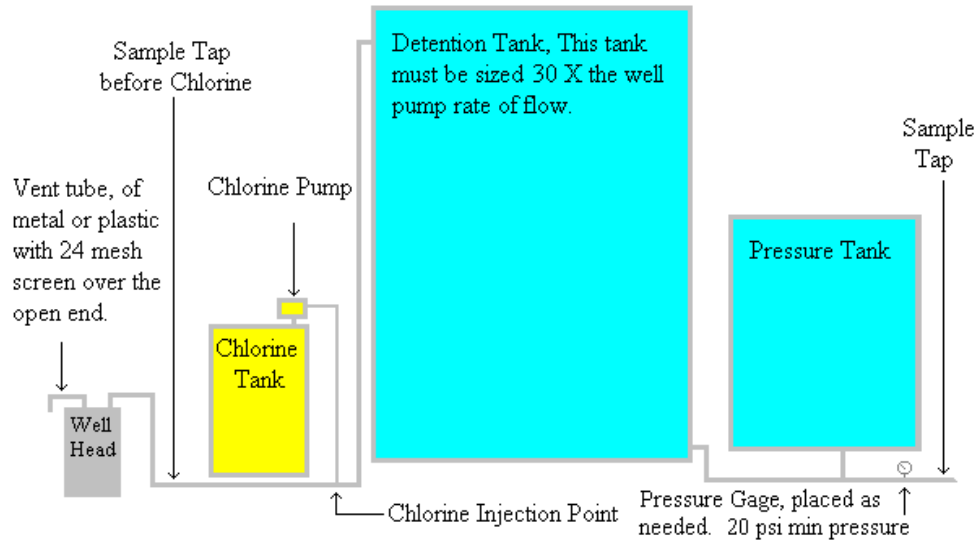 Sample Tap
before Chlorine
Detention Tank, This tank
must be sized 30 X the well
pump rate of flow.
Sample
Tap
Vent tube, of
metal or plastic
with 24 mesh
screen over the
open end.
Chlorine Pump
Pressure Tank
Chlorine
Tank
Well
Head
Chlorine Injection Point
Pressure Gage, placed as
needed. 20 psi min pressure